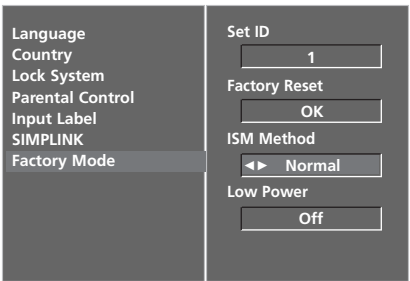 Language
Country
Lock System
Parental Control
Input Label
SIMPLINK
Factory Mode
Set ID
1
Factory Reset
OK
ISM Method
◄► Normal
Low Power
Off